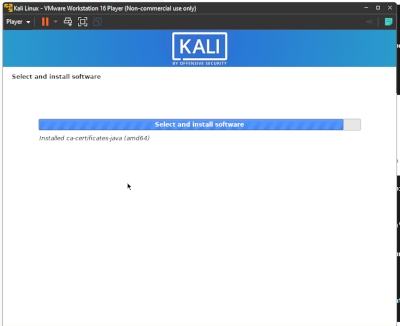 Kali Linux - VMware Workstation 16 Player (Non-commercial use only)
Player
KALI
BY OFFENSIVE SECURITY
Select and install software
Select and install software
Installed ca-certificates-java (amd64)